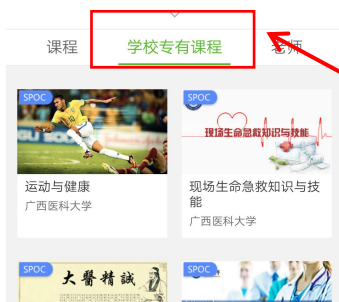 课程 学校专有课程 老师
SPOC SPOC
现场生命急救知识与技能
运动与健康 现场生命急救知识与技
能
广西医科大学
广西医科大学
SPOC SPOC
大醫精誠